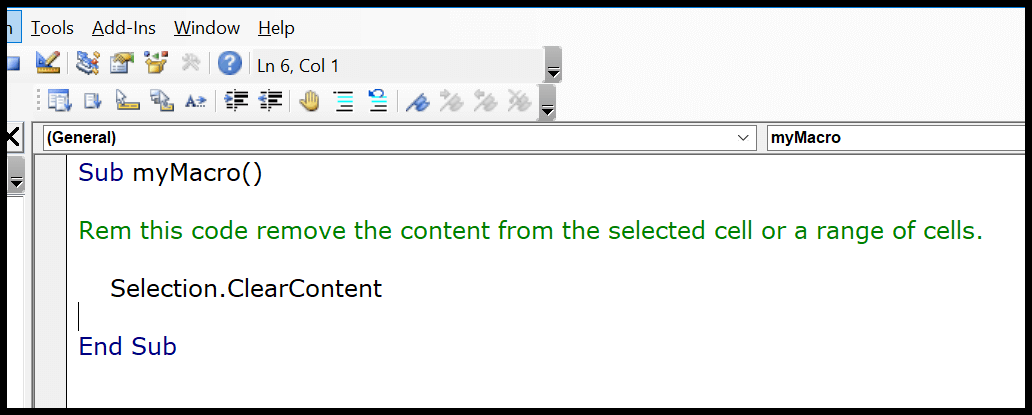 Tools Add-Ins Window Help
Ln 6, Col 1
(General) myMacro
Sub myMacro()
Rem this code remove the content from the selected cell or a range of cells.
Selection.ClearContent
End Sub